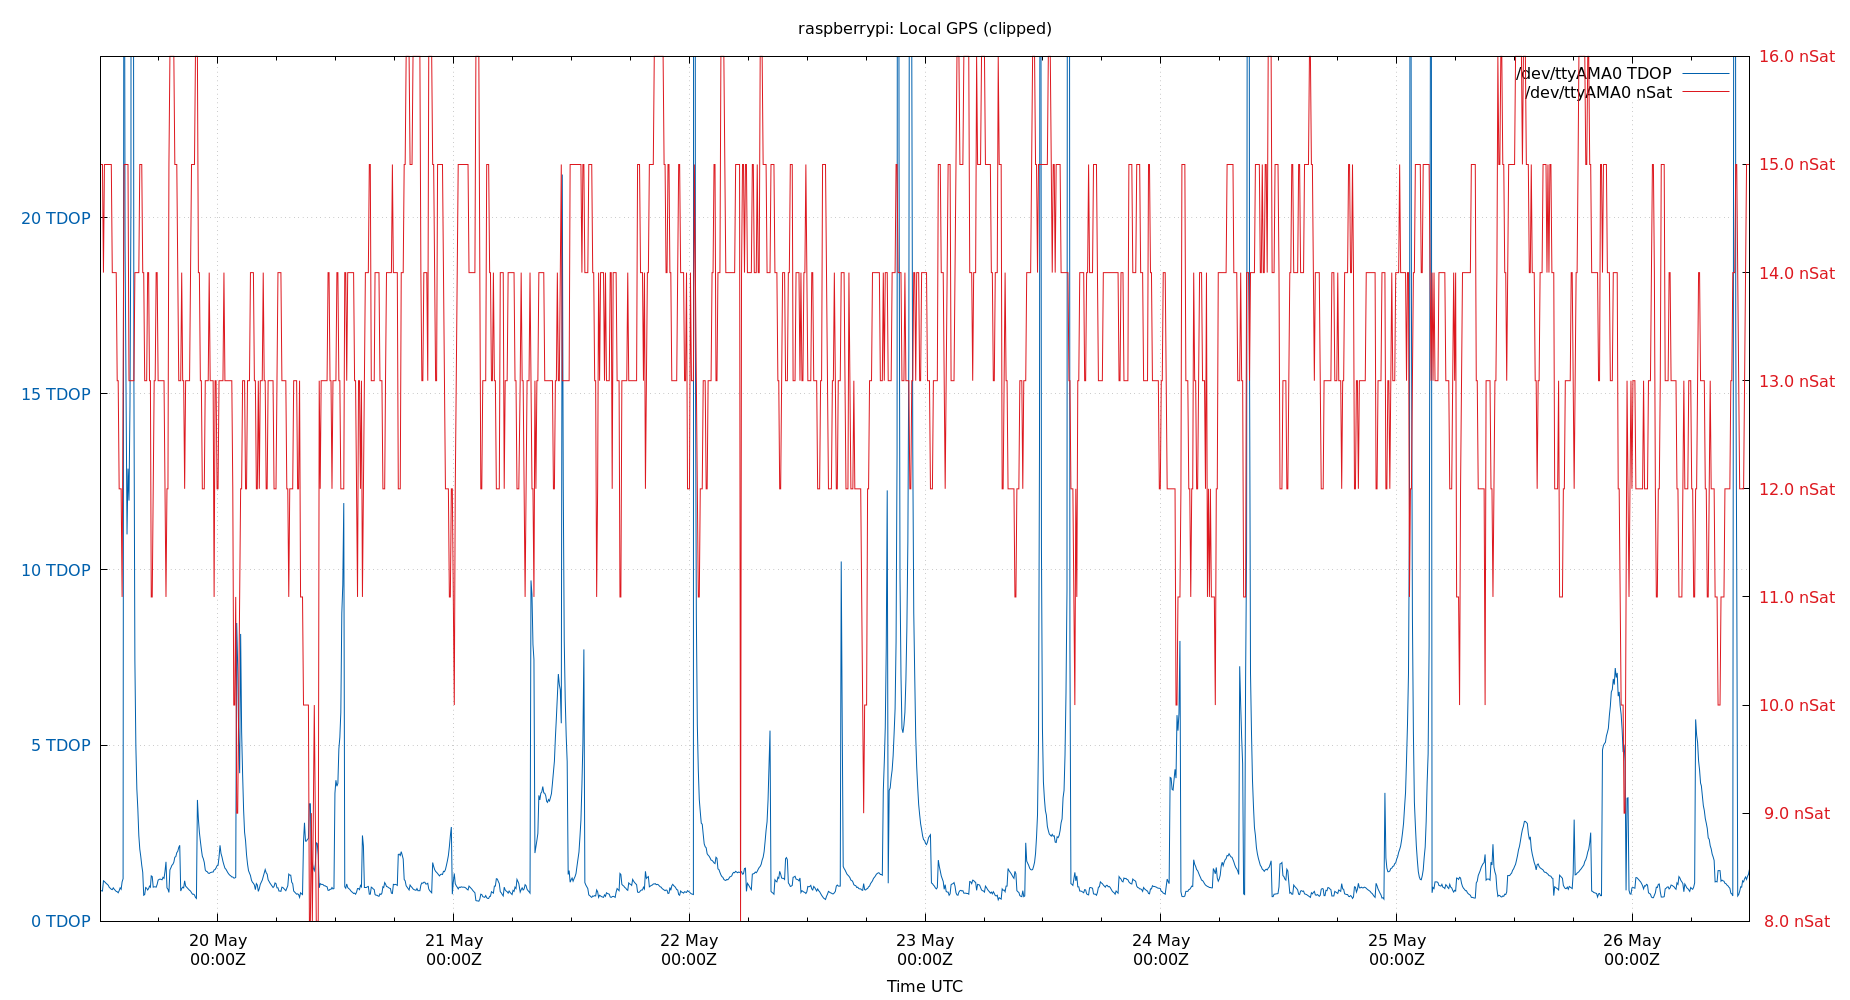 raspberrypi: Local GPS (clipped)
/dev/ttyAMA0 TDOP
/dev/ttyAMA0 nSat
20 TDOP
15 TDOP
10 TDOP
5 TDOP
0 TDOP
16.0 nSat
15.0 nSat
14.0 nSat
13.0 nSat
12.0 nSat
11.0 nSat
10.0 nSat
9.0 nSat
8.0 nSat
20 May 21 May 22 May 23 May 24 May 25 May 26 May
00:00Z 00:00Z 00:00Z 00:00Z 00:00Z 00:00Z 00:00Z
Time UTC